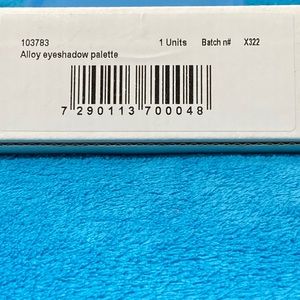 103783 1 Units Batch n# X322
Alloy eyeshadow palette
7 290113 700048